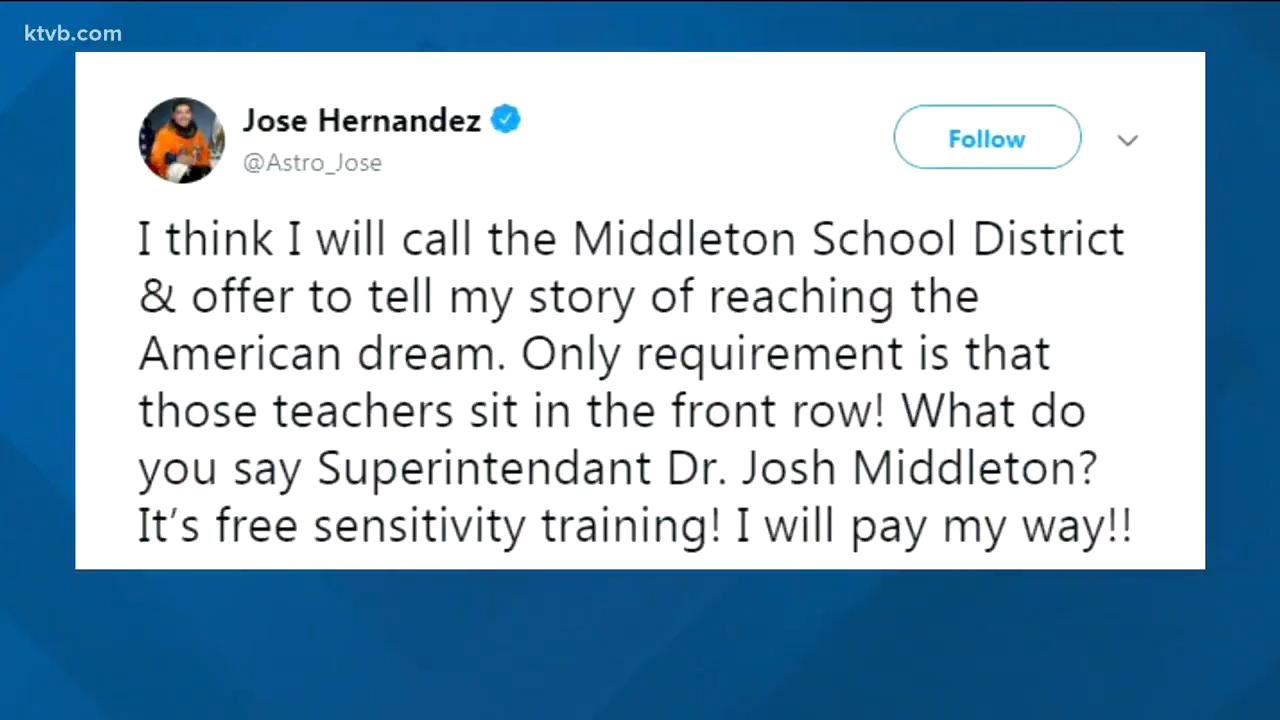 ktvb.com
Jose Hernandez
@Astro_Jose
Follow
I think I will call the Middleton School District
& offer to tell my story of reaching the
American dream. Only requirement is that
those teachers sit in the front row! What do
you say Superintendant Dr. Josh Middleton?
It’s free sensitivity training! I will pay my way!!